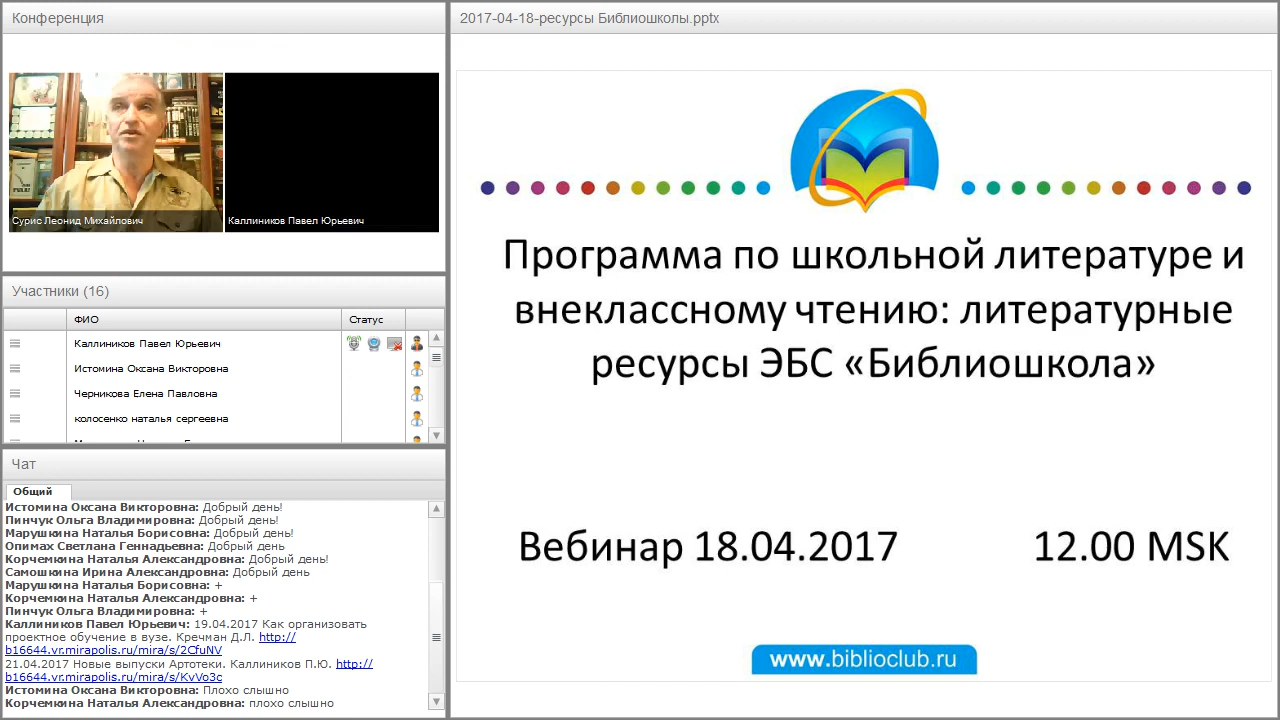 Конференция
Сурис Леонид Михайлович
Каллиников Павел Юрьевич
Участники (16)
ФИО
Статус
Каллиников Павел Юрьевич
Истомина Оксана Викторовна
Черникова Елена Павловна
колосенко наталья сергеевна
Чат
Общий
Истомина Оксана Викторовна: Добрый день!
Пинчук Ольга Владимировна: Добрый день!
Марушкина Наталья Борисовна: Добрый день!
Опимах Светлана Геннадьевна: Добрый день
Корчемкина Наталья Александровна: Добрый день!
Самошкина Ирина Александровна: Добрый день
Марушкина Наталья Борисовна: +
Корчемкина Наталья Александровна: +
Пинчук Ольга Владимировна: +
Каллиников Павел Юрьевич: 19.04.2017 Как организовать
проектное обучение в вузе. Кречман Д.Л. http://
b16644.vr.mirapolis.ru/mira/s/2CfuNV
21.04.2017 Новые выпуски Артотеки. Каллиников П.Ю. http://
b16644.vr.mirapolis.ru/mira/s/KvVo3c
Истомина Оксана Викторовна: Плохо слышно
Корчемкина Наталья Александровна: плохо слышно
2017-04-18-ресурсы Библиошколы.pptx
Программа по школьной литературе и
внеклассному чтению: литературные
ресурсы ЭБС «Библиошкола»
Вебинар 18.04.2017 12.00 MSK
www.biblioclub.ru